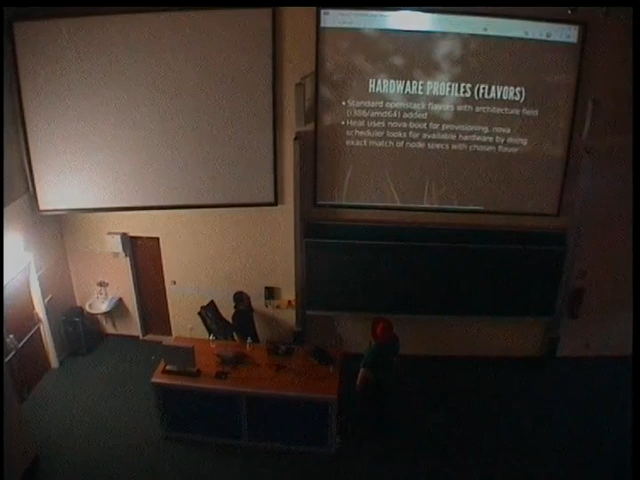 HARDWARE PROFILES (FLAVORS)
• Standard openstack flavors with architecture field
(i386/amd64) added
• Heat uses nova-boot for provisioning, nova
scheduler looks for available hardware by doing
exact match of node specs with chosen flavor